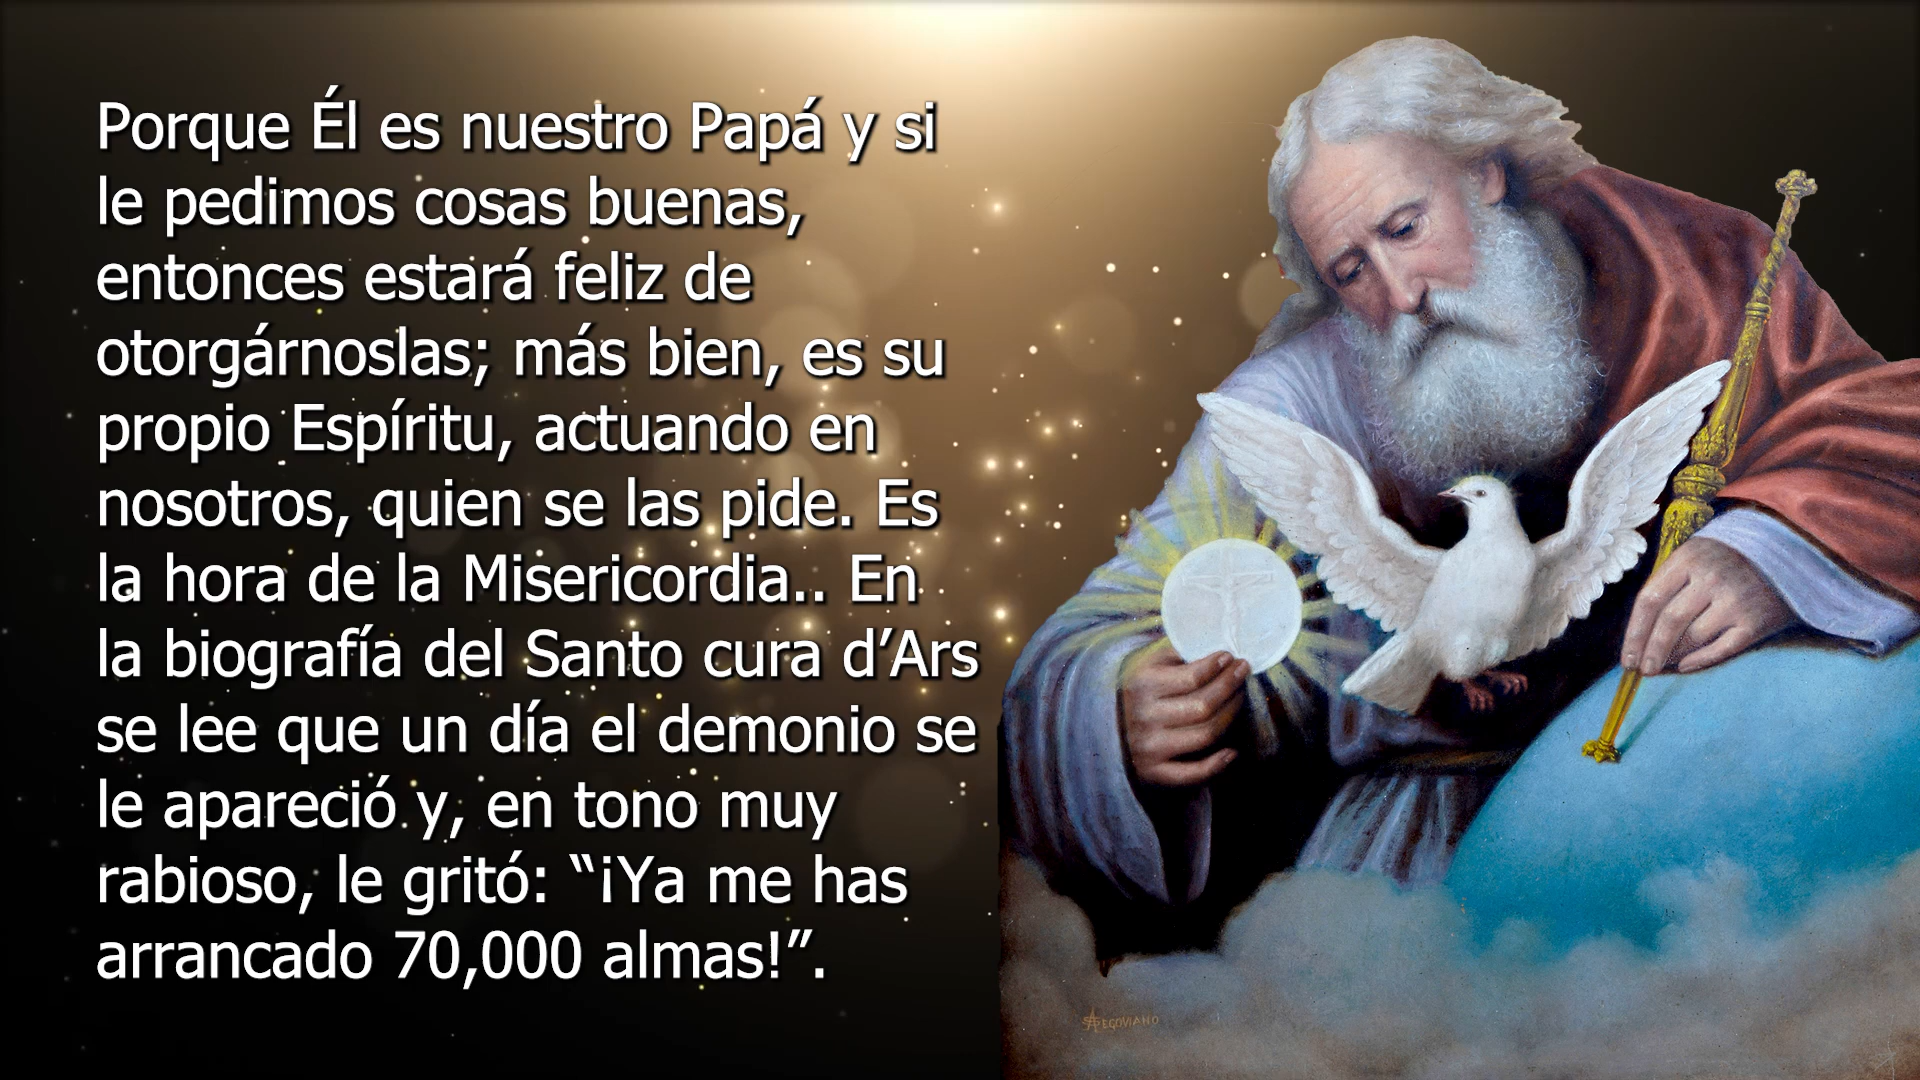 Porque Él es nuestro Papá y si
le pedimos cosas buenas,
entonces estará feliz de
otorgárnoslas; más bien, es su
propio Espíritu, actuando en
nosotros, quien se las pide. Es
la hora de la Misericordia.. En
la biografía del Santo cura d’Ars
se lee que un día el demonio se
le apareció y, en tono muy
rabioso, le gritó: “¡Ya me has
arrancado 70,000 almas!”.
SEGOVIANO